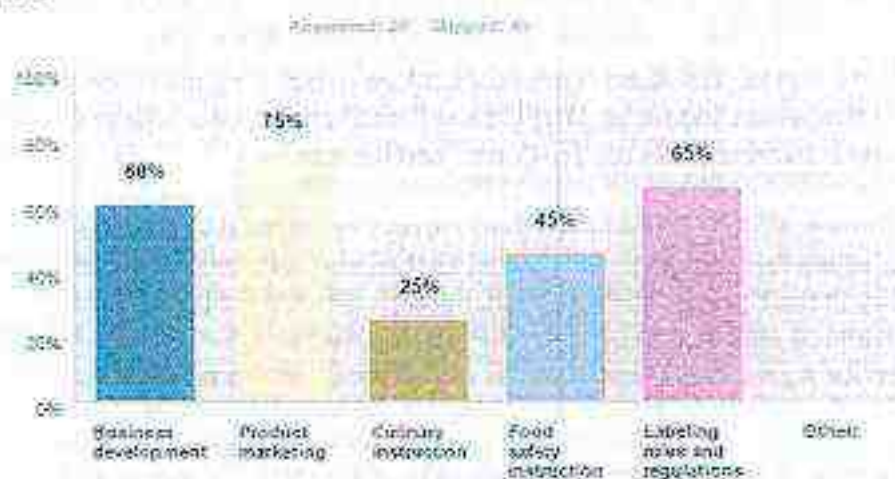 100%
80%
60%
40%
20%
0%
75%
60%
65%
45%
25%
Business
development
Product
marketing
Culinary
instruction
Food
safety
instruction
Labeling
rules and
regulations
Other: